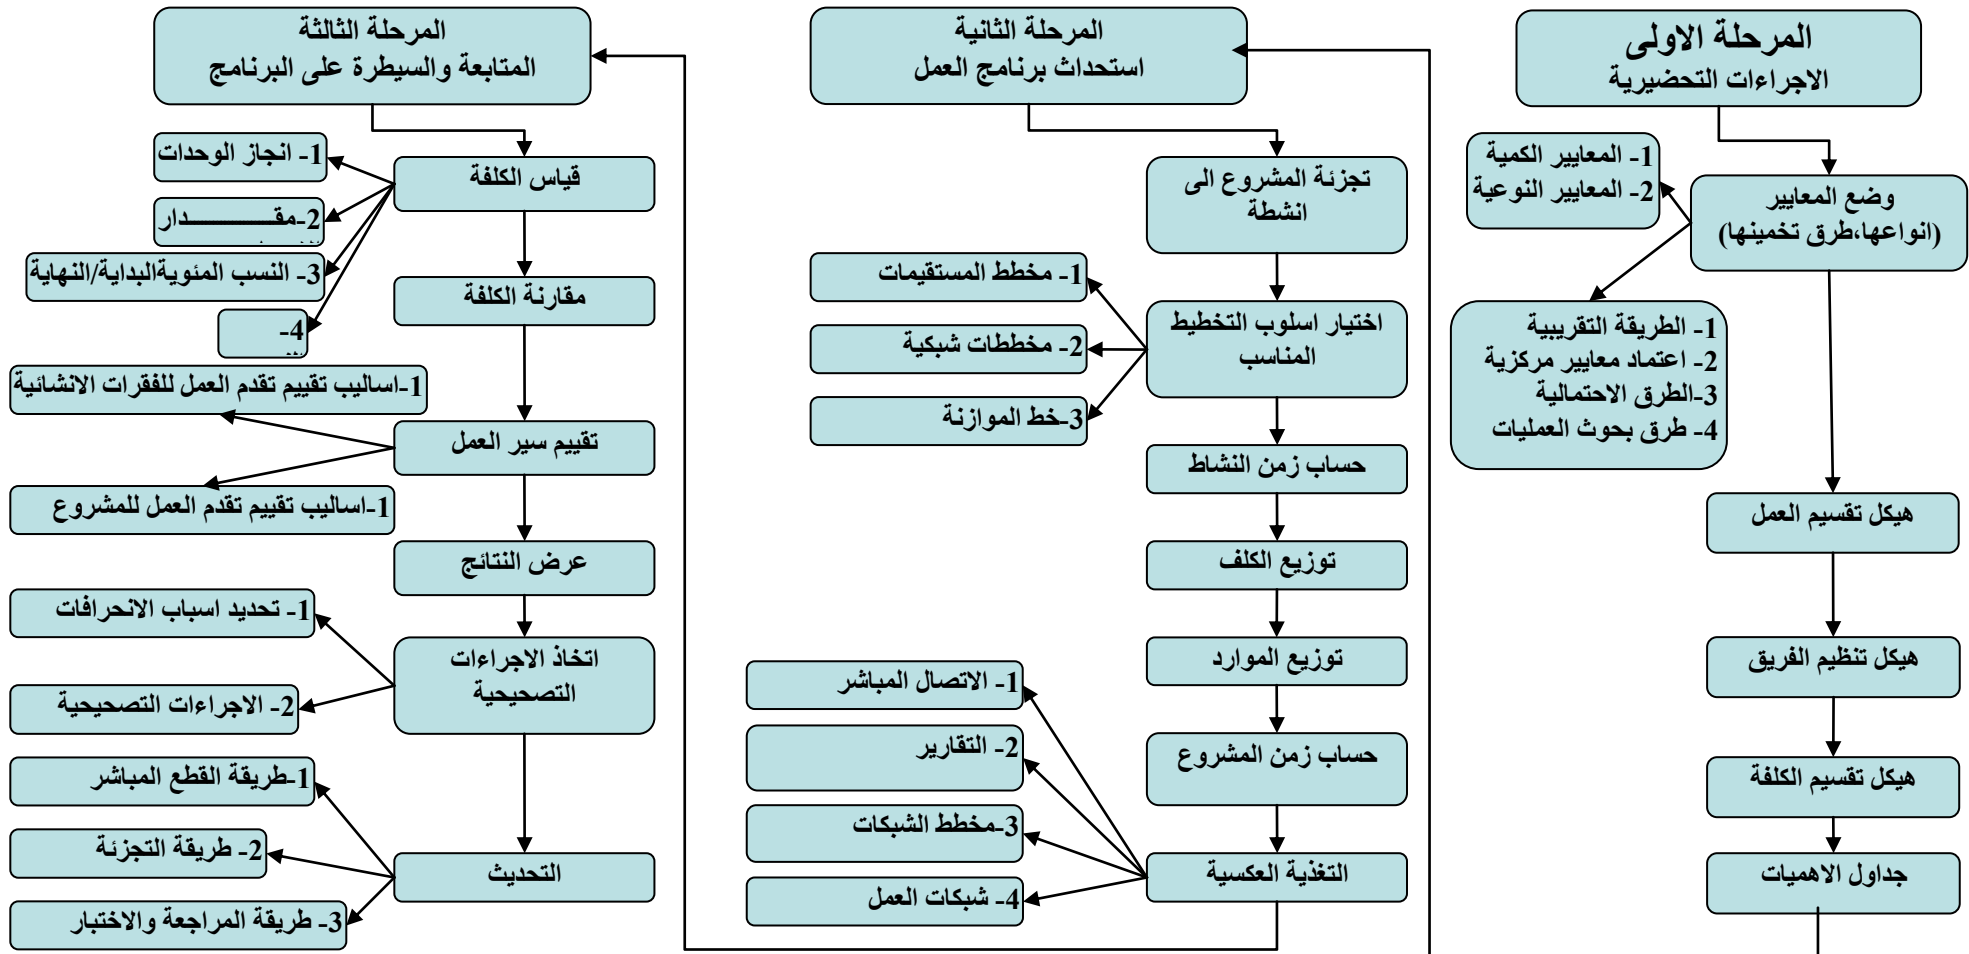 المرحلة الاولى
الاجراءات التحضيرية
1- المعايير الكمية
2- المعايير النوعية
وضع المعايير
(انواعها،طرق تخمينها)
1- الطريقة التقريبية
2- اعتماد معايير مركزية
3-الطرق الاحتمالية
4- طرق بحوث العمليات
هيكل تقسيم العمل
هيكل تنظيم الفريق
هيكل تقسيم الكلفة
جداول الاهميات
المرحلة الثانية
استحداث برنامج العمل
تجزئة المشروع الى
انشطة
اختيار اسلوب التخطيط
المناسب
1- مخطط المستقيمات
2- مخططات شبكية
3-خط الموازنة
حساب زمن النشاط
توزيع الكلف
توزيع الموارد
حساب زمن المشروع
التغذية العكسية
1- الاتصال المباشر
2- التقارير
3-مخطط الشبكات
4- شبكات العمل
المرحلة الثالثة
المتابعة والسيطرة على البرنامج
قياس الكلفة
1- انجاز الوحدات
2-مقــــــــدار
3- النسب المئويةالبداية/النهاية
4-
مقارنة الكلفة
تقييم سير العمل
1-اساليب تقييم تقدم العمل للفقرات الانشائية
1-اساليب تقييم تقدم العمل للمشروع
عرض النتائج
اتخاذ الاجراءات
التصحيحية
1- تحديد اسباب الانحرافات
2- الاجراءات التصحيحية
التحديث
1-طريقة القطع المباشر
2- طريقة التجزئة
3- طريقة المراجعة والاختبار